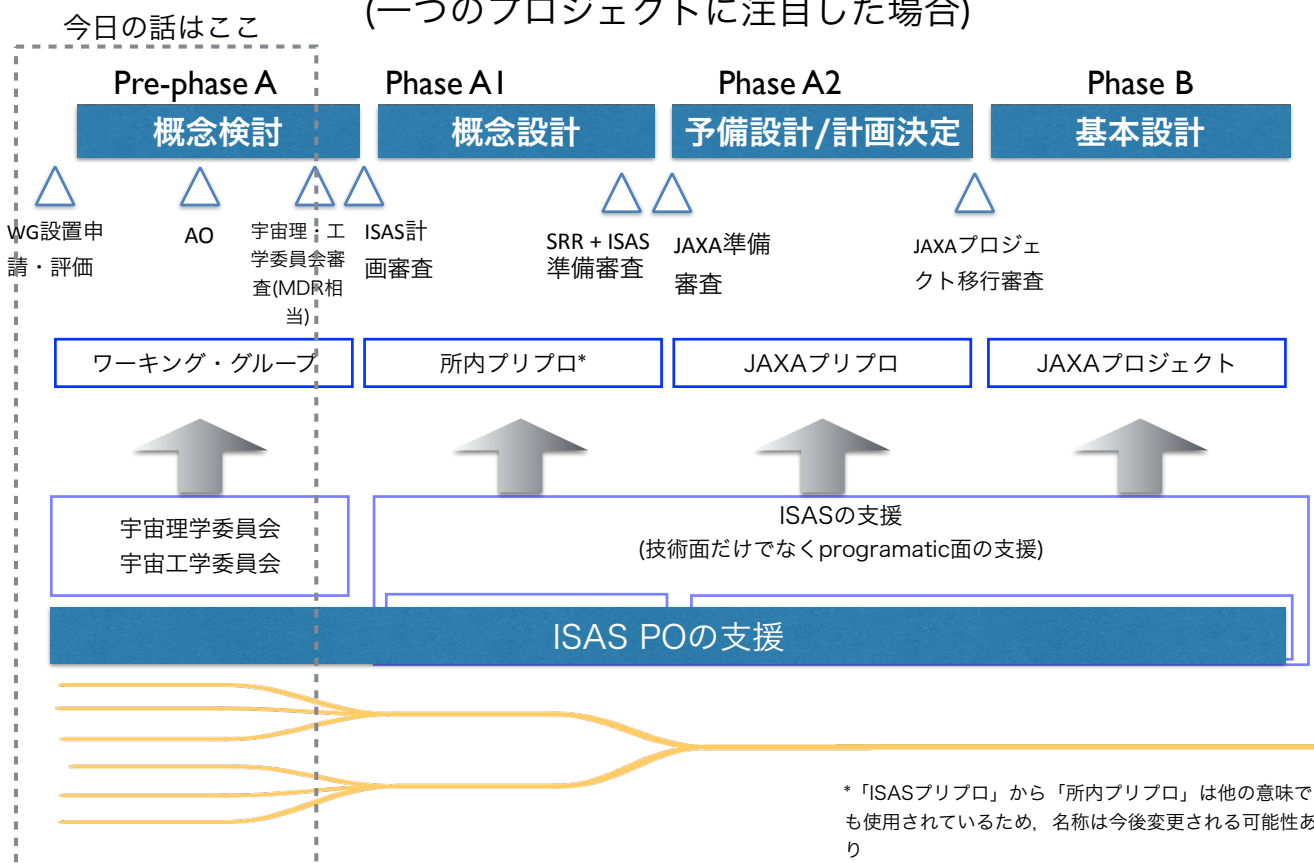 (一つのプロジェクトに注目した場合)
今日の話はここ
Pre-phase A
Phase A1
Phase A2
Phase B
概念検討
概念設計
予備設計/計画決定
基本設計
WG設置申
請・評価
AO
宇宙理・工
学委員会審
査(MDR相
当)
ISAS計
画審査
SRR + ISAS
準備審査
JAXA準備
審査
JAXAプロジェ
クト移行審査
ワーキング・グループ
所内プリプロ*
JAXAプリプロ
JAXAプロジェクト
宇宙理学委員会
宇宙工学委員会
ISASの支援
(技術面だけでなくprogramatic面の支援)
ISAS POの支援
*「ISASプリプロ」から「所内プリプロ」は他の意味で
も使用されているため，名称は今後変更される可能性あ
り